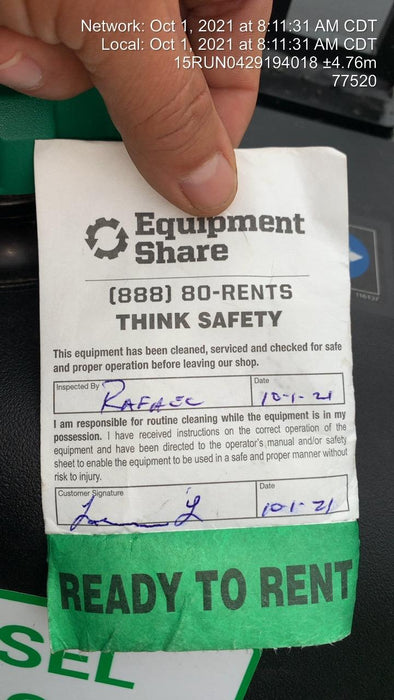 Network: Oct 1, 2021 at 8:11:31 AM CDT
Local: Oct 1, 2021 at 8:11:31 AM CDT
15RUN0429194018 ±4.76m
77520
Equipment
Share
(888) 80-RENTS
THINK SAFETY
This equipment has been cleaned, serviced and checked for safe
and proper operation before leaving our shop.
Inspected By RAFAEL Date 10-1-21
I am responsible for routine cleaning while the equipment is in my
possession. I have received instructions on the correct operation of the
equipment and have been directed to the operator's manual and/or safety
sheet to enable the equipment to be used in a safe and proper manner without
risk to injury.
Customer Signature Date 10-1-21
READY TO RENT
SEL